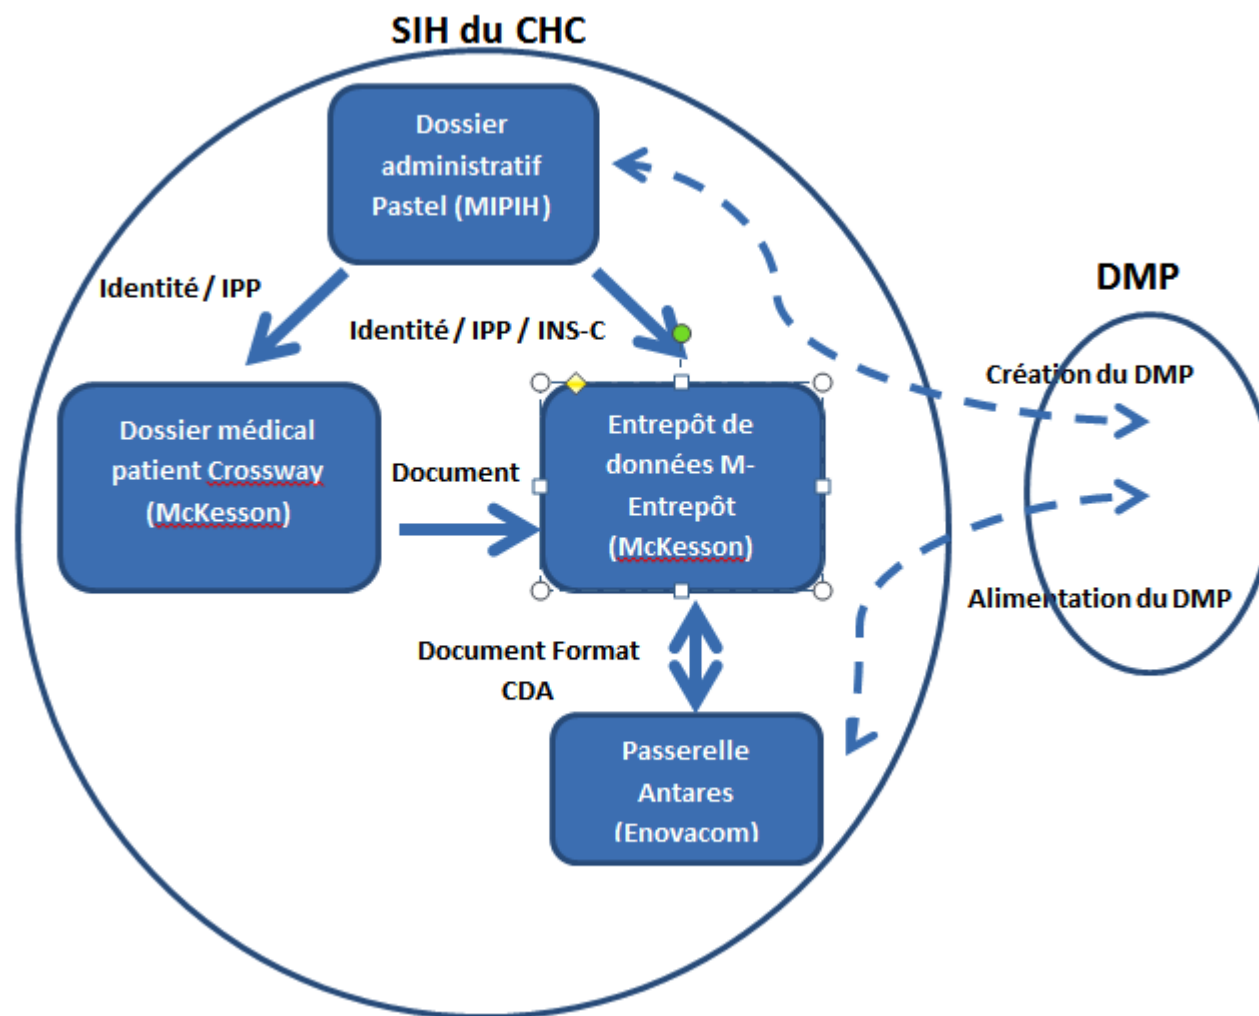 SIH du CHC
Dossier
administratif
Pastel (MIPIH)
Identité / IPP
Identité / IPP / INS-C
DMP
Création du DMP
Dossier médical
patient Crossway
(McKesson)
Document
Entrepôt de
données M-
Entrepôt
(McKesson)
Alimentation du DMP
Document Format
CDA
Passerelle
Antares
(Enovacom)